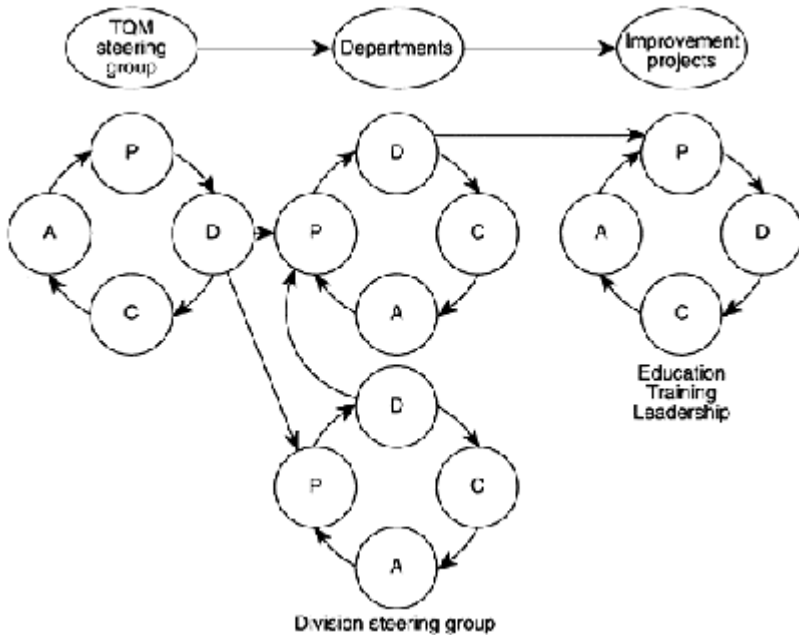 TQM
steering
group
Departments
Improvement
projects
P
D
P
A
D
P
C
A
D
C
A
C
Education
Training
Leadership
D
P
C
A
Division steering group